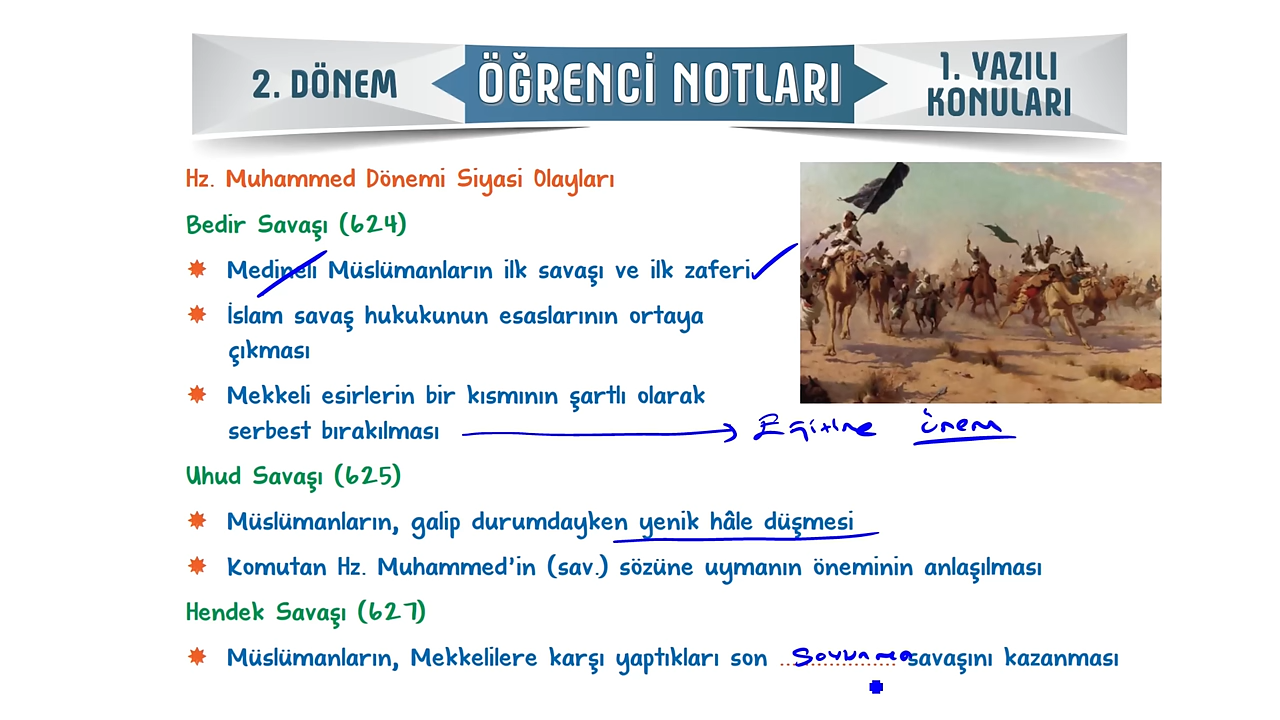 2. DÖNEM
ÖĞRENCİ NOTLARI
1. YAZILI
KONULARI
Hz. Muhammed Dönemi Siyasi Olayları
Bedir Savaşı (624)
Medineli Müslümanların ilk savaşı ve ilk zaferi
İslam savaş hukukunun esaslarının ortaya
çıkması
Mekkeli esirlerin bir kısmının şartlı olarak
serbest bırakılması
Eğitime önem
Uhud Savaşı (625)
Müslümanların, galip durumdayken yenik hâle düşmesi
Komutan Hz. Muhammed'in (sav.) sözüne uymanın öneminin anlaşılması
Hendek Savaşı (627)
Müslümanların, Mekkelilere karşı yaptıkları son savunma savaşını kazanması